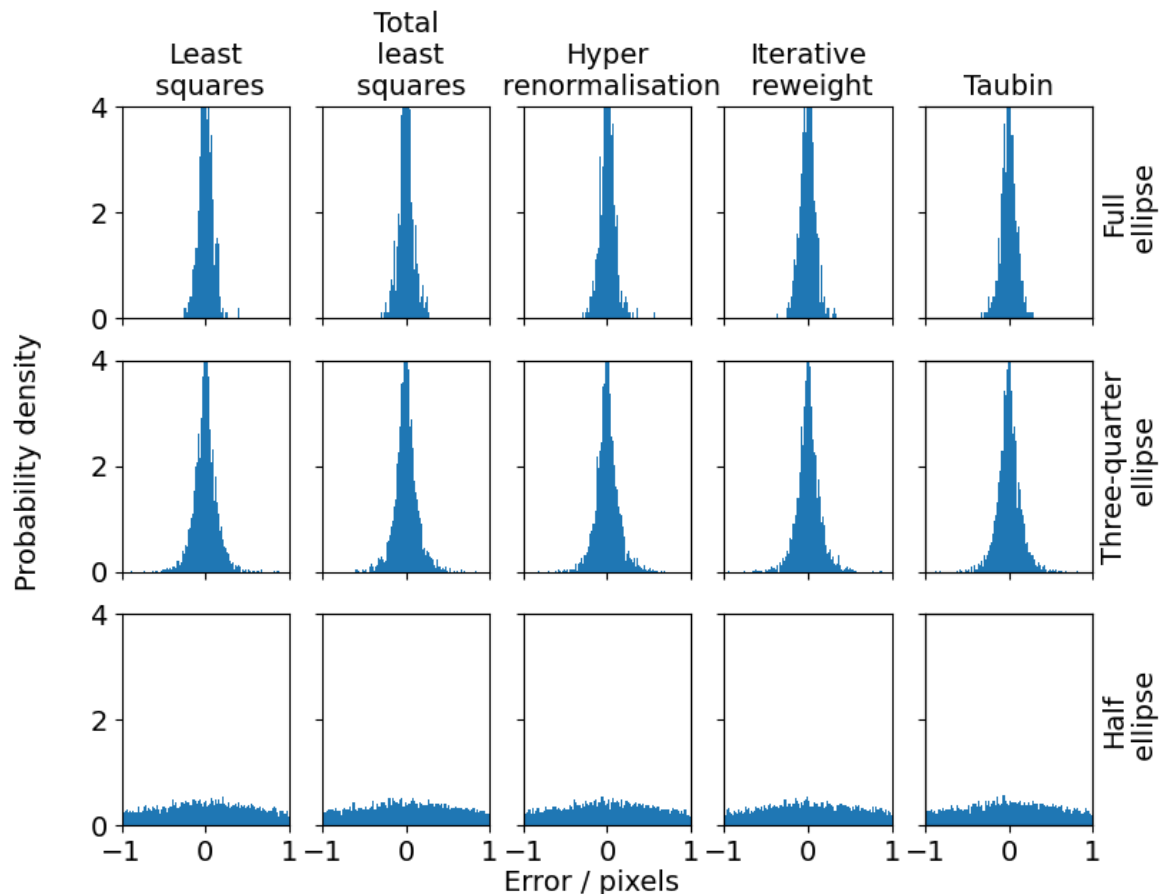 Total
Least
least
Hyper
Iterative
squares
squares
renormalisation
reweight
Taubin
4
2
0
Full
ellipse
Probability density
4
2
0
Three-quarter
ellipse
4
2
0
Half
ellipse
−1
0
1
−1
0
1
−1
0
1
−1
0
1
−1
0
1
Error / pixels